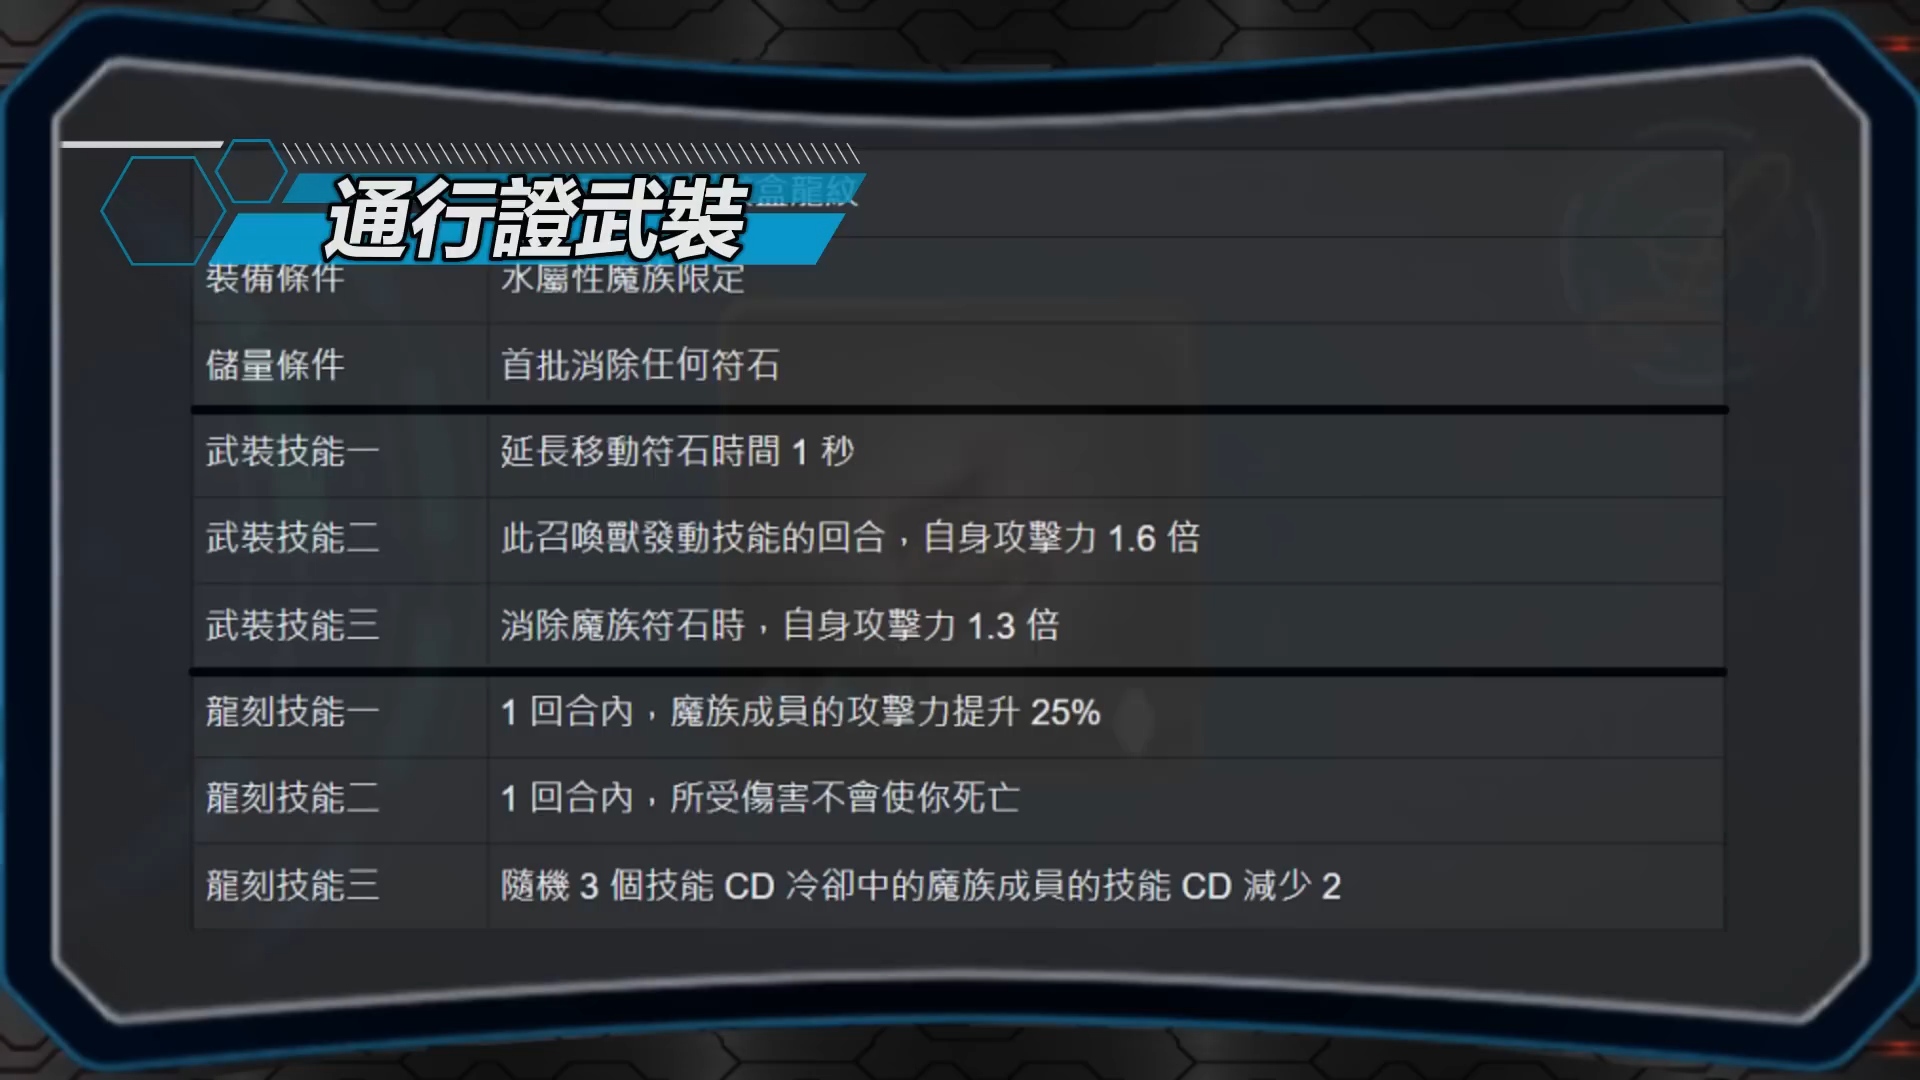 通行證武裝
盒龍紋
裝備條件 水屬性魔族限定
儲量條件 首批消除任何符石
武裝技能一 延長移動符石時間 1 秒
武裝技能二 此召喚獸發動技能的回合，自身攻擊力 1.6 倍
武裝技能三 消除魔族符石時，自身攻擊力 1.3 倍
龍刻技能一 1 回合內，魔族成員的攻擊力提升 25%
龍刻技能二 1 回合內，所受傷害不會使你死亡
龍刻技能三 隨機 3 個技能 CD 冷卻中的魔族成員的技能 CD 減少 2